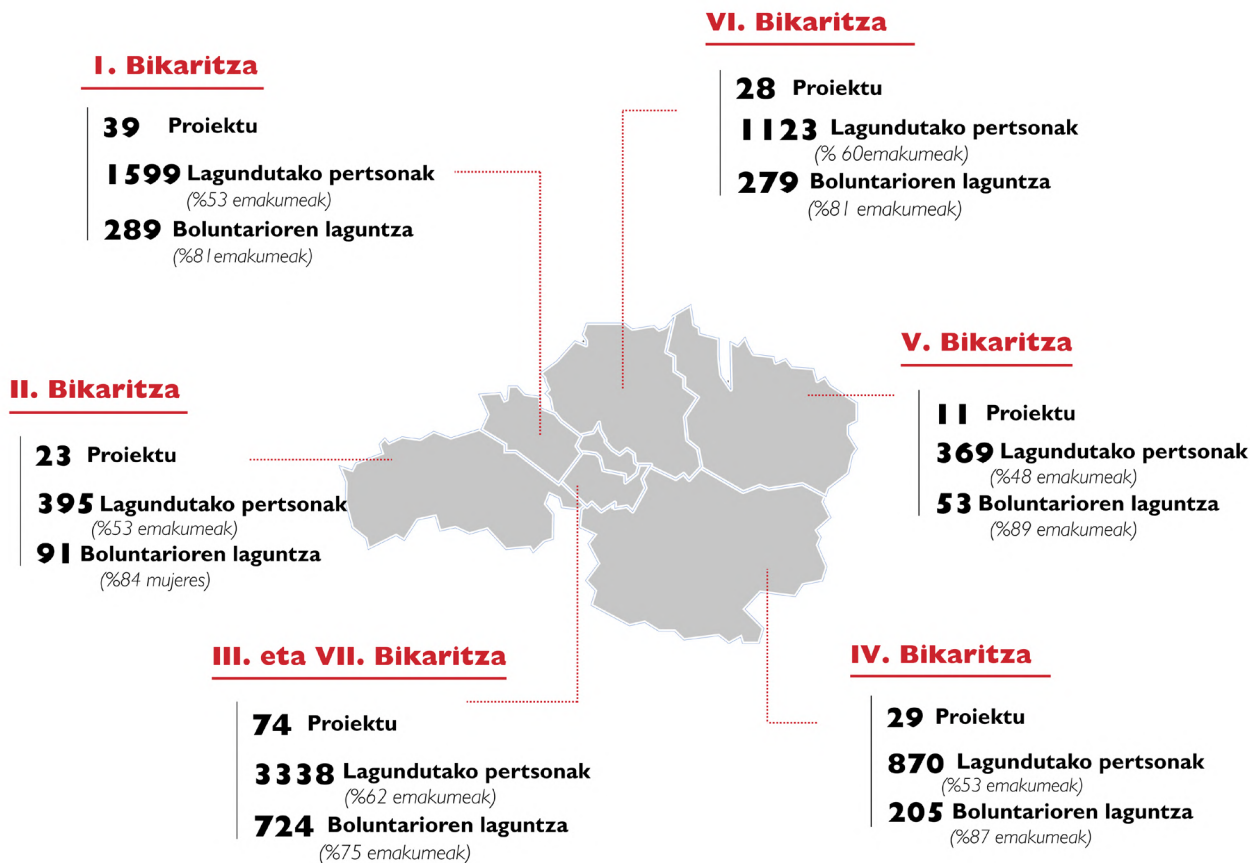 I. Bikaritza
39 Proiektu
1599 Lagundutako pertsonak
(%53 emakumeak)
289 Boluntarioren laguntza
(%81emakumeak)
VI. Bikaritza
28 Proiektu
1123 Lagundutako pertsonak
(% 60emakumeak)
279 Boluntarioren laguntza
(%81 emakumeak)
II. Bikaritza
23 Proiektu
395 Lagundutako pertsonak
(%53 emakumeak)
91 Boluntarioren laguntza
(%84 mujeres)
V. Bikaritza
11 Proiektu
369 Lagundutako pertsonak
(%48 emakumeak)
53 Boluntarioren laguntza
(%89 emakumeak)
III. eta VII. Bikaritza
74 Proiektu
3338 Lagundutako pertsonak
(%62 emakumeak)
724 Boluntarioren laguntza
(%75 emakumeak)
IV. Bikaritza
29 Proiektu
870 Lagundutako pertsonak
(%53 emakumeak)
205 Boluntarioren laguntza
(%87 emakumeak)